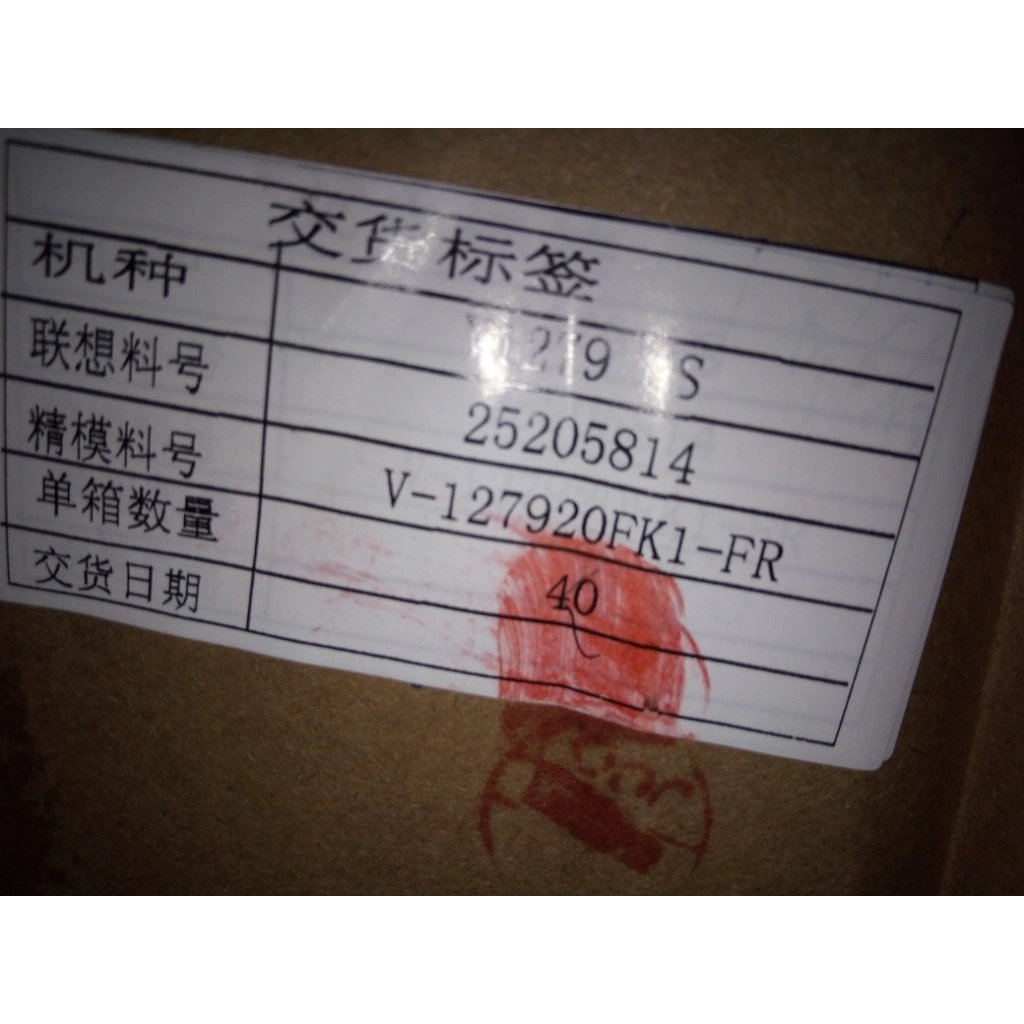 交货标签
机种 279 S
联想料号 25205814
精模料号 V-127920FK1-FR
单箱数量 40
交货日期